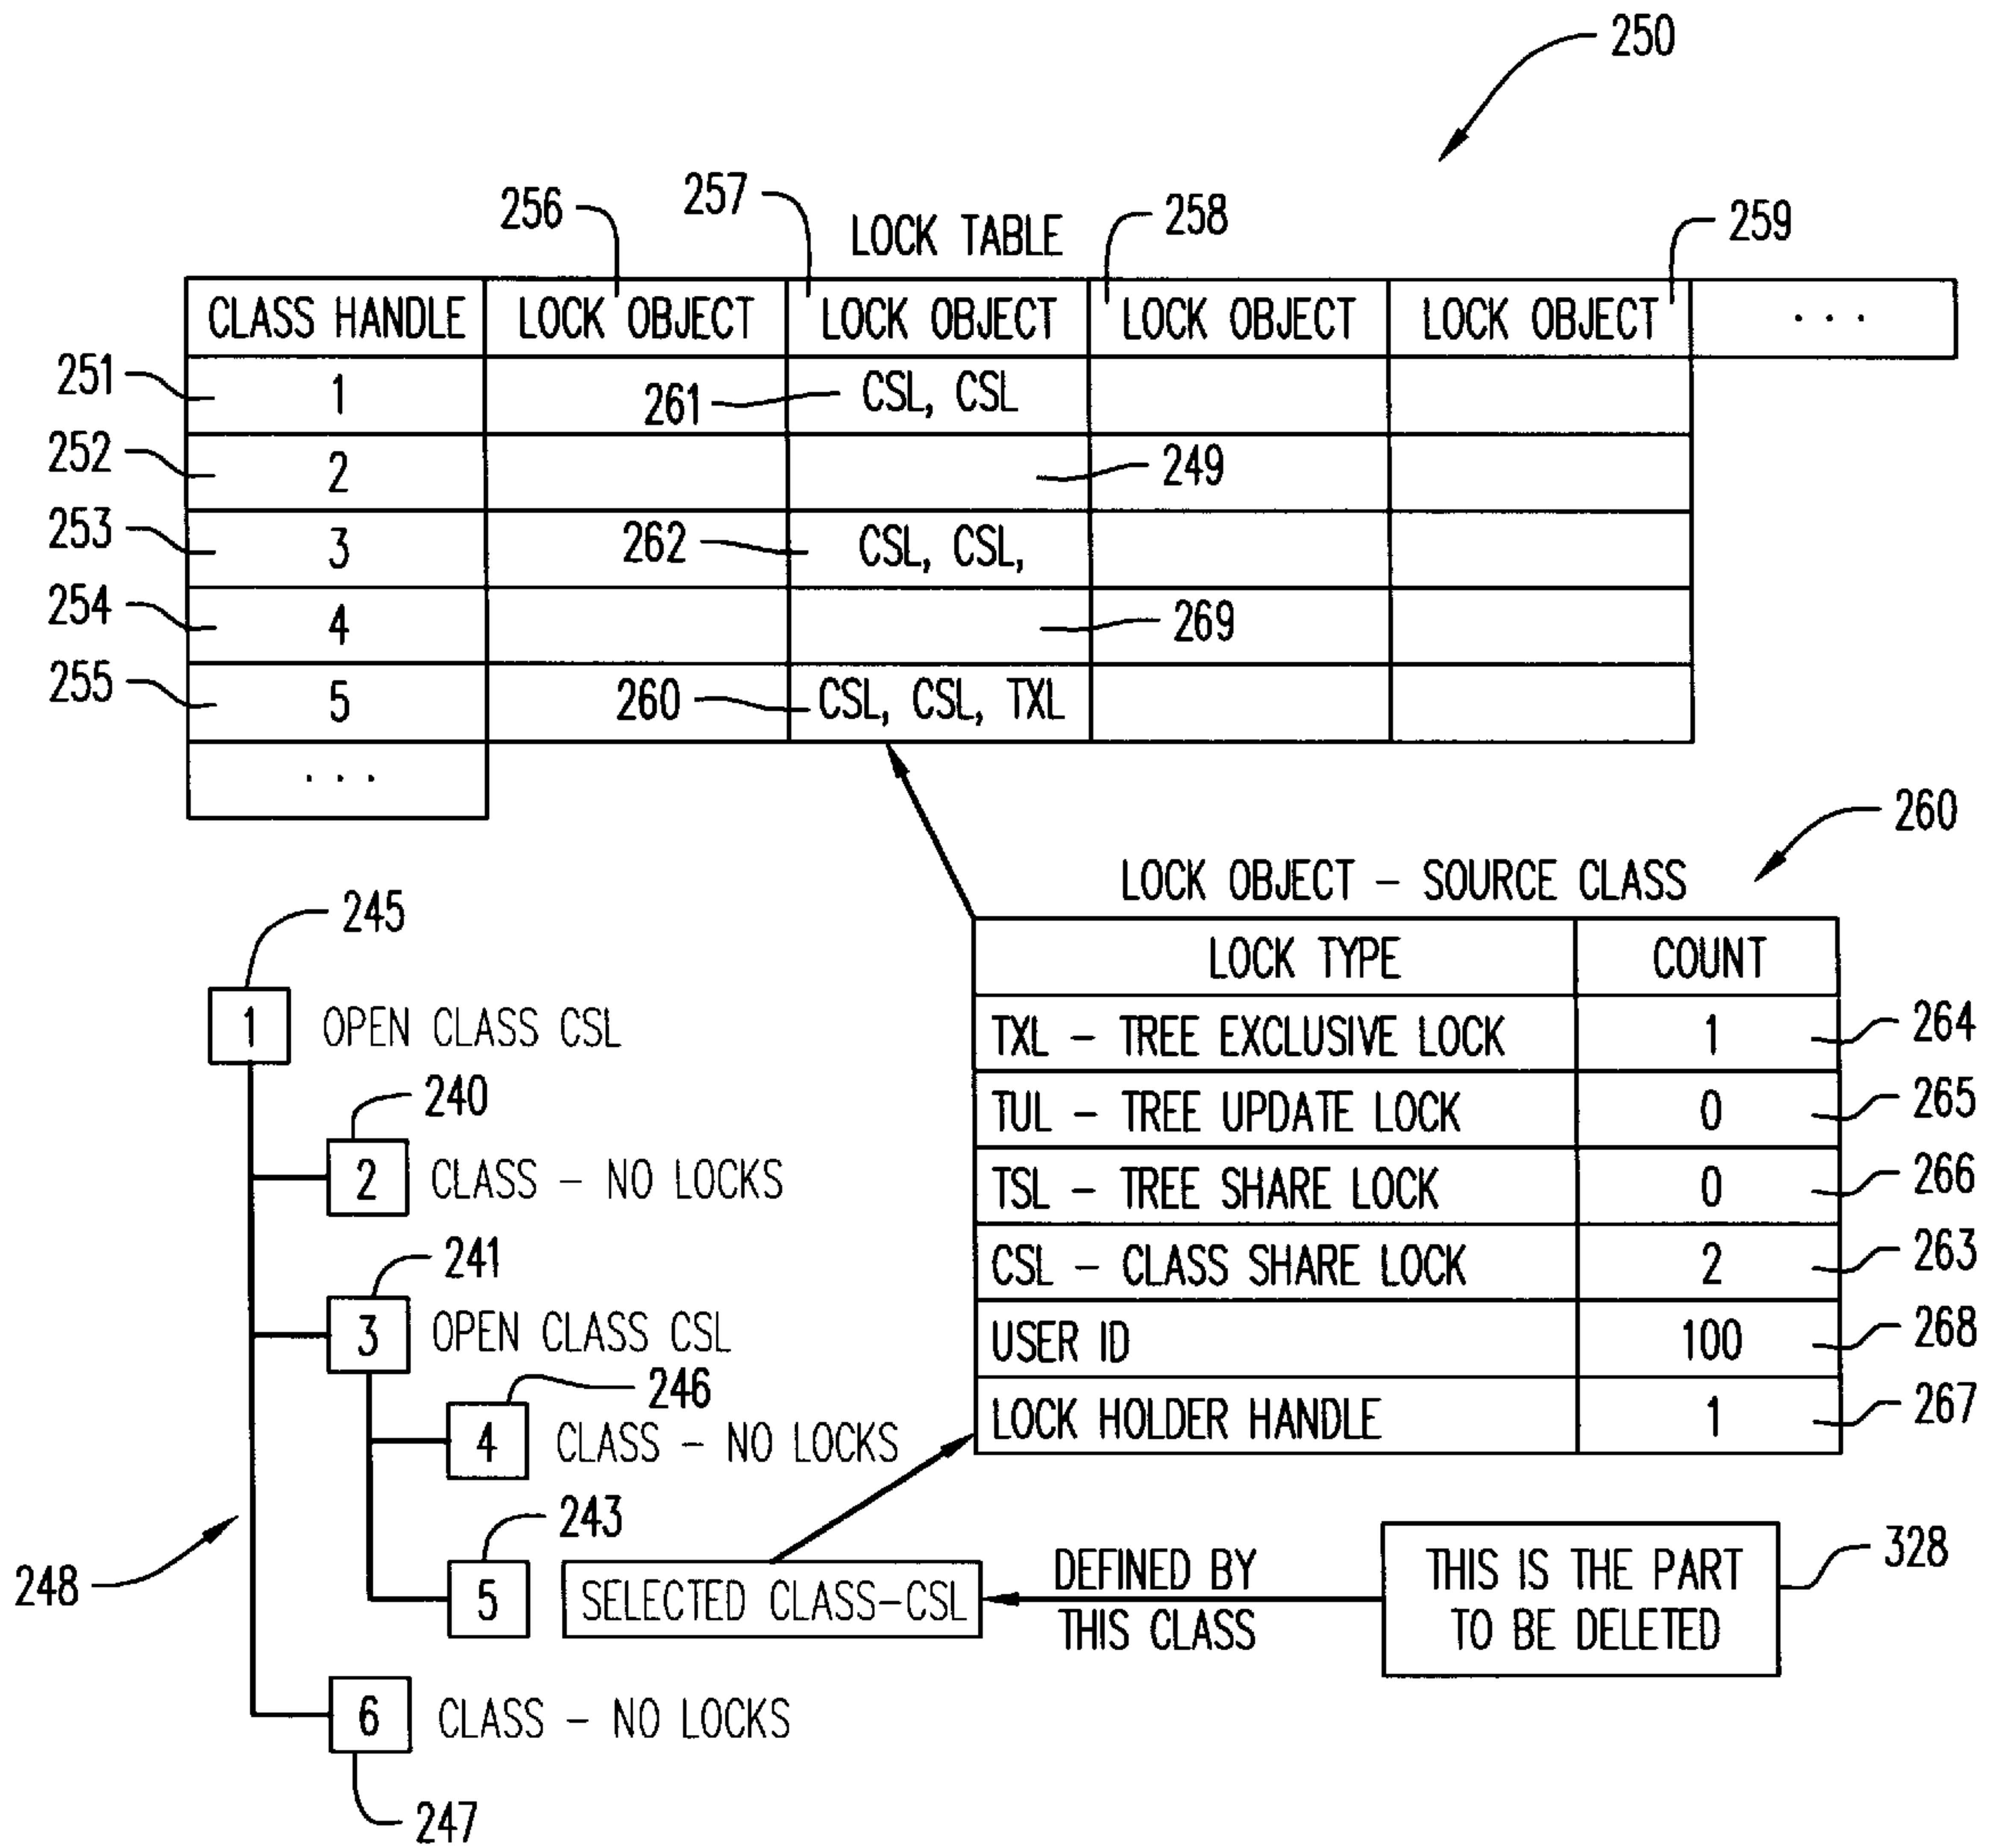 250
256
257
LOCK TABLE
258
259
CLASS HANDLE LOCK OBJECT LOCK OBJECT LOCK OBJECT LOCK OBJECT . . .
251 1 261 CSL, CSL
252 2 249
253 3 262 CSL, CSL,
254 4 269
255 5 260 CSL, CSL, TXL
. . .
260
LOCK OBJECT – SOURCE CLASS
LOCK TYPE COUNT
TXL – TREE EXCLUSIVE LOCK 1 264
TUL – TREE UPDATE LOCK 0 265
TSL – TREE SHARE LOCK 0 266
CSL – CLASS SHARE LOCK 2 263
USER ID 100 268
LOCK HOLDER HANDLE 1 267
245
1 OPEN CLASS CSL
240
2 CLASS – NO LOCKS
241
3 OPEN CLASS CSL
246
4 CLASS – NO LOCKS
243
248
5 SELECTED CLASS–CSL
DEFINED BY
THIS CLASS
THIS IS THE PART
TO BE DELETED
328
6 CLASS – NO LOCKS
247